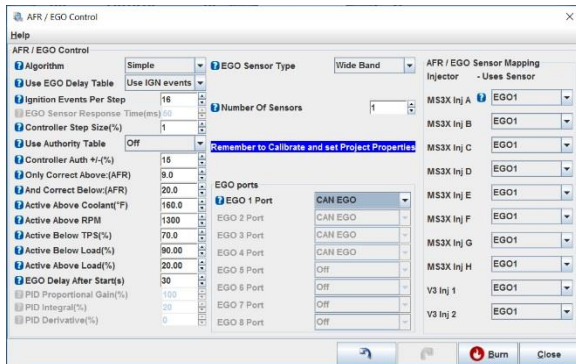 AFR / EGO Control
Help
AFR / EGO Control
Algorithm Simple
Use EGO Delay Table Use IGN events
Ignition Events Per Step 16
EGO Sensor Response Time(ms) 60
Controller Step Size(%) 1
Use Authority Table Off
Controller Auth +/-(%) 15
Only Correct Above:(AFR) 9.0
And Correct Below:(AFR) 20.0
Active Above Coolant(°F) 160.0
Active Above RPM 1300
Active Below TPS(%) 70.0
Active Below Load(%) 90.00
Active Above Load(%) 20.00
EGO Delay After Start(s) 30
PID Proportional Gain(%) 100
PID Integral(%) 20
PID Derivative(%) 0
EGO Sensor Type Wide Band
Number Of Sensors 1
Remember to Calibrate and set Project Properties
EGO ports
EGO 1 Port CAN EGO
EGO 2 Port CAN EGO
EGO 3 Port CAN EGO
EGO 4 Port CAN EGO
EGO 5 Port Off
EGO 6 Port Off
EGO 7 Port Off
EGO 8 Port Off
AFR / EGO Sensor Mapping
Injector - Uses Sensor
MS3X Inj A EGO1
MS3X Inj B EGO1
MS3X Inj C EGO1
MS3X Inj D EGO1
MS3X Inj E EGO1
MS3X Inj F EGO1
MS3X Inj G EGO1
MS3X Inj H EGO1
V3 Inj 1 EGO1
V3 Inj 2 EGO1
Burn Close